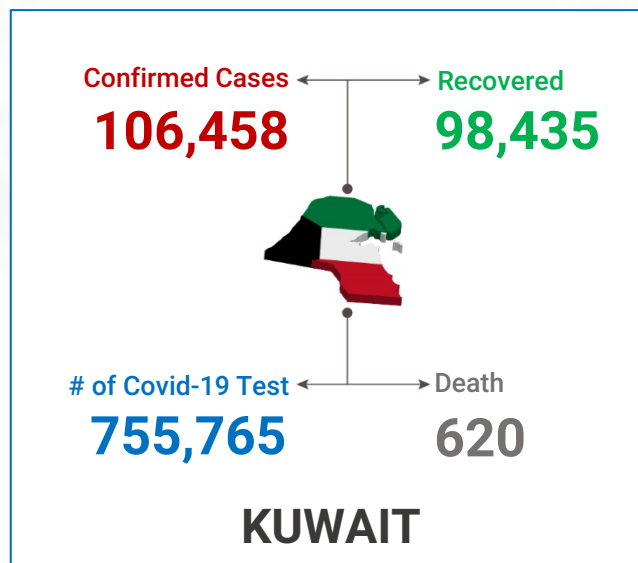 Confirmed Cases
106,458
Recovered
98,435
# of Covid-19 Test
755,765
Death
620
KUWAIT